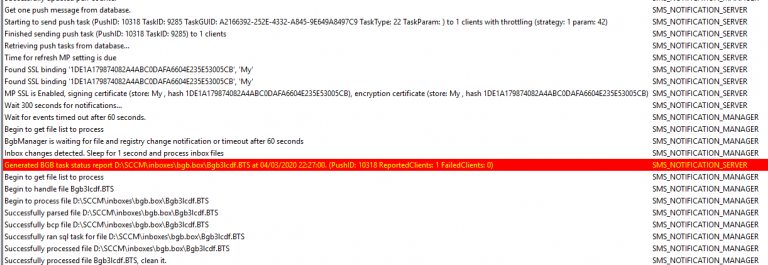 Get one push message from database. SMS_NOTIFICATION_SERVER
Starting to send push task (PushID: 10318 TaskID: 9285 TaskGUID: A2166392-252E-4332-A845-9E649A8497C9 TaskType: 22 TaskParam: ) to 1 clients with throttling (strategy: 1 param: 42) SMS_NOTIFICATION_SERVER
Finished sending push task (PushID: 10318 TaskID: 9285) to 1 clients SMS_NOTIFICATION_SERVER
Retrieving push tasks from database... SMS_NOTIFICATION_SERVER
Time for refresh MP setting is due SMS_NOTIFICATION_SERVER
Found SSL binding '1DE1A179874082A4ABC0DAFA6604E235E53005CB', 'My' SMS_NOTIFICATION_SERVER
Found SSL binding '1DE1A179874082A4ABC0DAFA6604E235E53005CB', 'My' SMS_NOTIFICATION_SERVER
MP SSL is Enabled, signing certificate (store: My , hash 1DE1A179874082A4ABC0DAFA6604E235E53005CB), encryption certificate (store: My , hash 1DE1A179874082A4ABC0DAFA6604E235E53005CB) SMS_NOTIFICATION_SERVER
Wait 300 seconds for notifications... SMS_NOTIFICATION_SERVER
Wait for events timed out after 60 seconds. SMS_NOTIFICATION_MANAGER
Begin to get file list to process SMS_NOTIFICATION_MANAGER
BgbManager is waiting for file and registry change notification or timeout after 60 seconds SMS_NOTIFICATION_MANAGER
Inbox changes detected. Sleep for 1 second and process inbox files SMS_NOTIFICATION_MANAGER
Generated BGB task status report D:\SCCM\inboxes\bgb.box\Bgb3lcdf.BTS at 04/03/2020 22:27:00. (PushID: 10318 ReportedClients: 1 FailedClients: 0) SMS_NOTIFICATION_SERVER
Begin to get file list to process SMS_NOTIFICATION_MANAGER
Begin to handle file Bgb3lcdf.BTS SMS_NOTIFICATION_MANAGER
Begin to process file D:\SCCM\inboxes\bgb.box\Bgb3lcdf.BTS SMS_NOTIFICATION_MANAGER
Successfully parsed file D:\SCCM\inboxes\bgb.box\Bgb3lcdf.BTS SMS_NOTIFICATION_MANAGER
Successfully bcp file D:\SCCM\inboxes\bgb.box\Bgb3lcdf.BTS SMS_NOTIFICATION_MANAGER
Successfully ran sql task for file D:\SCCM\inboxes\bgb.box\Bgb3lcdf.BTS SMS_NOTIFICATION_MANAGER
Successfully processed file D:\SCCM\inboxes\bgb.box\Bgb3lcdf.BTS SMS_NOTIFICATION_MANAGER
Successfully processed file Bgb3lcdf.BTS, clean it. SMS_NOTIFICATION_MANAGER